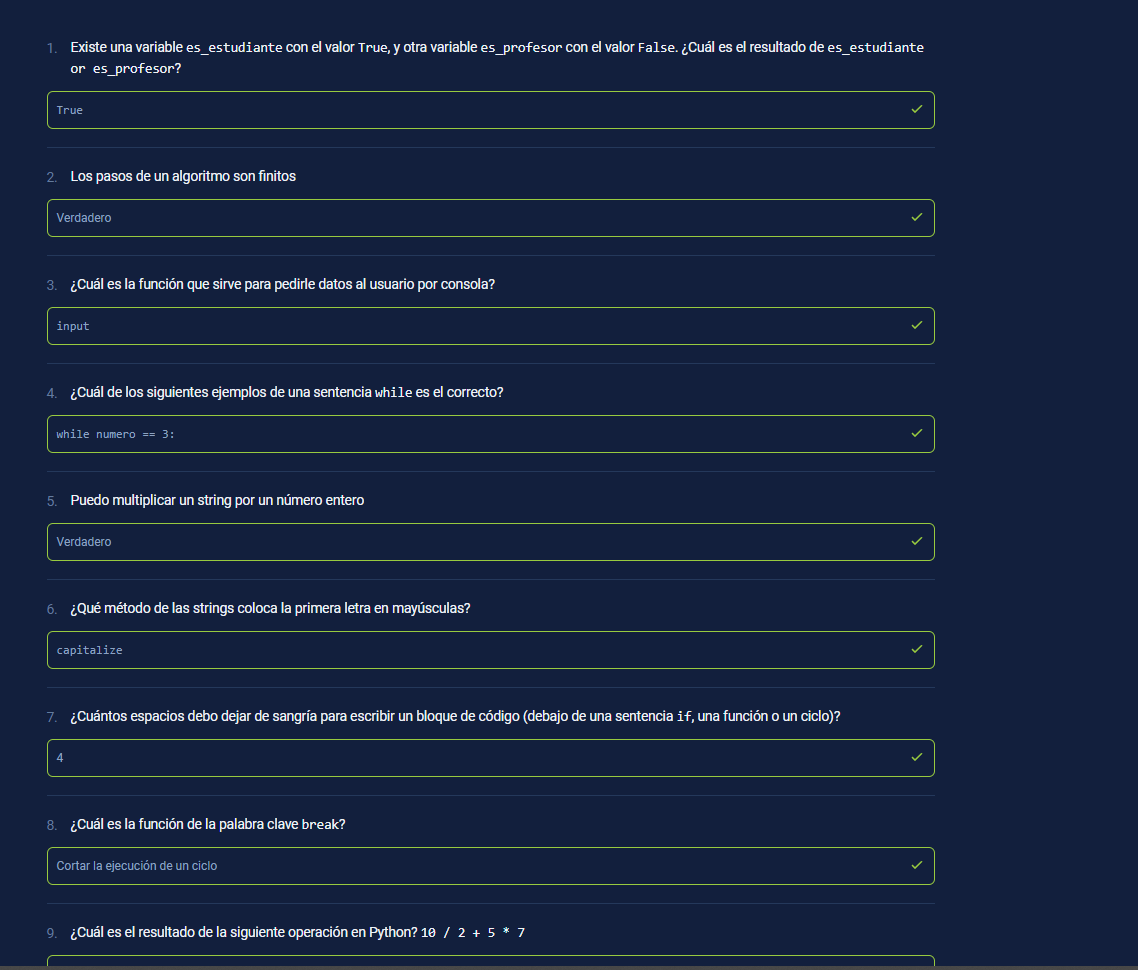 1. Existe una variable es_estudiante con el valor True, y otra variable es_profesor con el valor False. ¿Cuál es el resultado de es_estudiante
or es_profesor?
True
2. Los pasos de un algoritmo son finitos
Verdadero
3. ¿Cuál es la función que sirve para pedirle datos al usuario por consola?
input
4. ¿Cuál de los siguientes ejemplos de una sentencia while es el correcto?
while numero == 3:
5. Puedo multiplicar un string por un número entero
Verdadero
6. ¿Qué método de las strings coloca la primera letra en mayúsculas?
capitalize
7. ¿Cuántos espacios debo dejar de sangría para escribir un bloque de código (debajo de una sentencia if, una función o un ciclo)?
4
8. ¿Cuál es la función de la palabra clave break?
Cortar la ejecución de un ciclo
9. ¿Cuál es el resultado de la siguiente operación en Python? 10 / 2 + 5 * 7